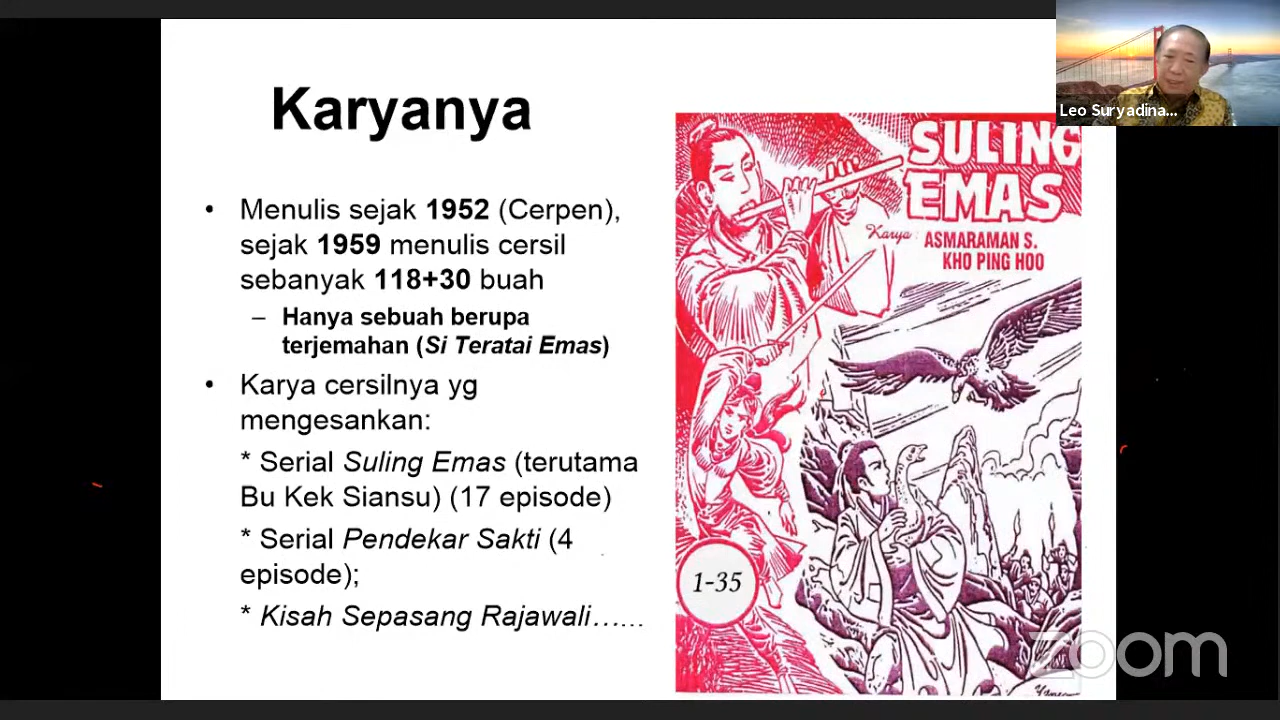 Karyanya
• Menulis sejak 1952 (Cerpen),
sejak 1959 menulis cersil
sebanyak 118+30 buah
– Hanya sebuah berupa
terjemahan (Si Teratai Emas)
• Karya cersilnya yg
mengesankan:
* Serial Suling Emas (terutama
Bu Kek Siansu) (17 episode)
* Serial Pendekar Sakti (4
episode);
* Kisah Sepasang Rajawali…...
SULING
EMAS
Karya:
ASMARAMAN S.
KHO PING HOO
1-35
Leo Suryadina...
zoom